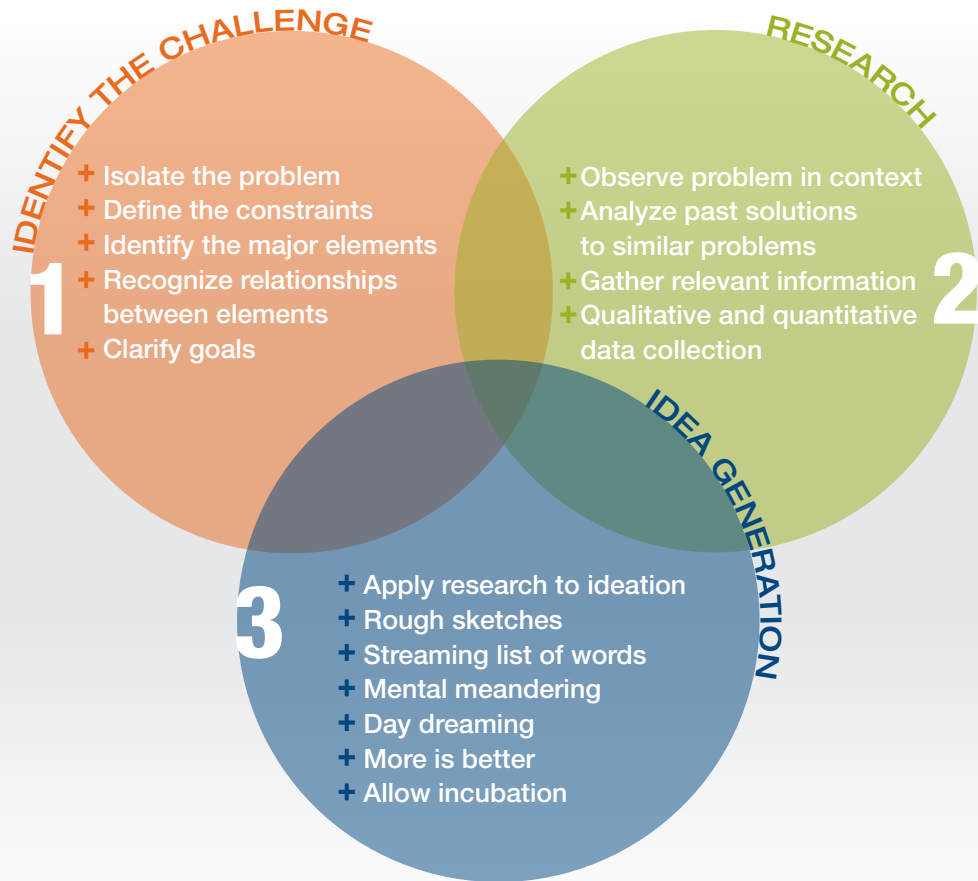 IDENTIFY THE CHALLENGE
1
+ Isolate the problem
+ Define the constraints
+ Identify the major elements
+ Recognize relationships
between elements
+ Clarify goals
RESEARCH
2
+ Observe problem in context
+ Analyze past solutions
to similar problems
+ Gather relevant information
+ Qualitative and quantitative
data collection
IDEA GENERATION
3
+ Apply research to ideation
+ Rough sketches
+ Streaming list of words
+ Mental meandering
+ Day dreaming
+ More is better
+ Allow incubation